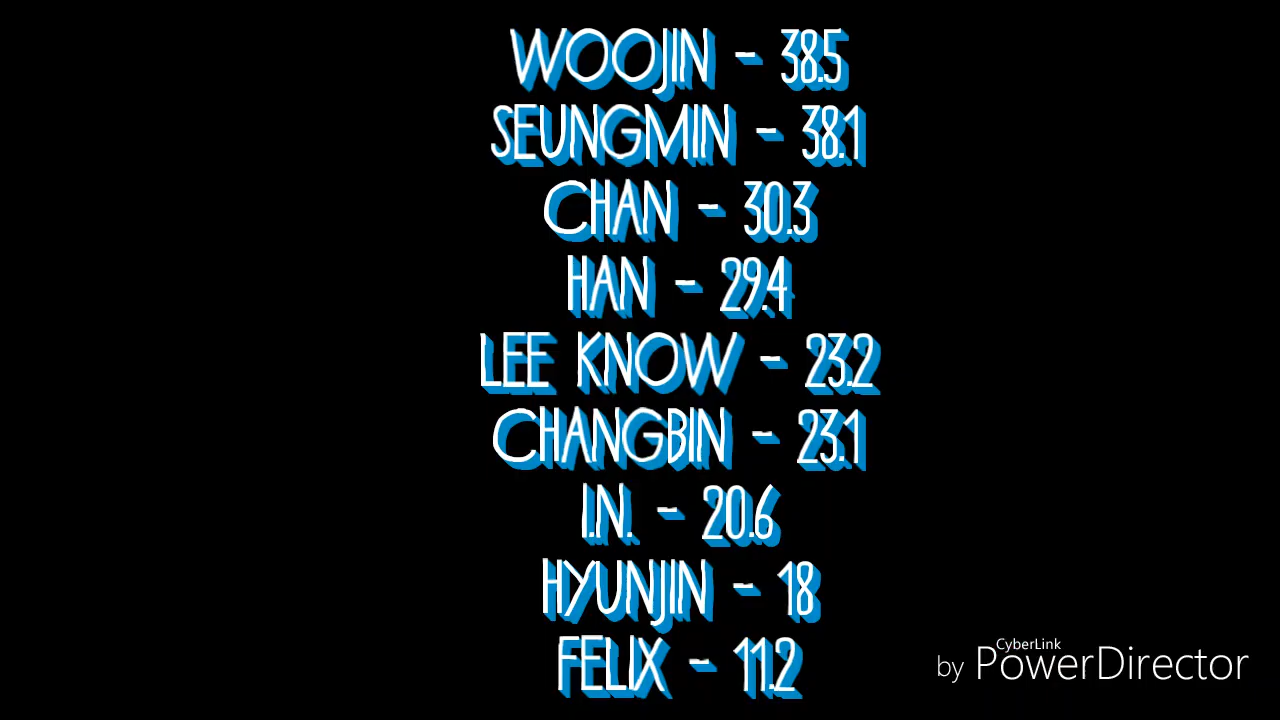 WOOJIN - 38.5
SEUNGMIN - 38.1
CHAN - 30.3
HAN - 29.4
LEE KNOW - 23.2
CHANGBIN - 23.1
I.N. - 20.6
HYUNJIN - 18
FELIX - 11.2
CyberLink
by PowerDirector